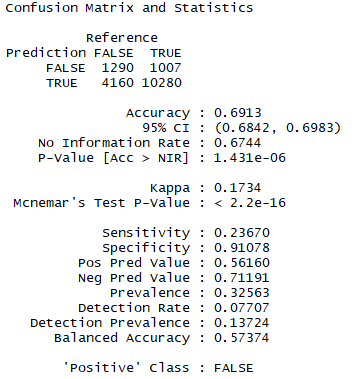 Confusion Matrix and Statistics
Reference
Prediction FALSE TRUE
FALSE 1290 1007
TRUE 4160 10280
Accuracy : 0.6913
95% CI : (0.6842, 0.6983)
No Information Rate : 0.6744
P-Value [Acc > NIR] : 1.431e-06
Kappa : 0.1734
Mcnemar's Test P-Value : < 2.2e-16
Sensitivity : 0.23670
Specificity : 0.91078
Pos Pred Value : 0.56160
Neg Pred Value : 0.71191
Prevalence : 0.32563
Detection Rate : 0.07707
Detection Prevalence : 0.13724
Balanced Accuracy : 0.57374
'Positive' Class : FALSE